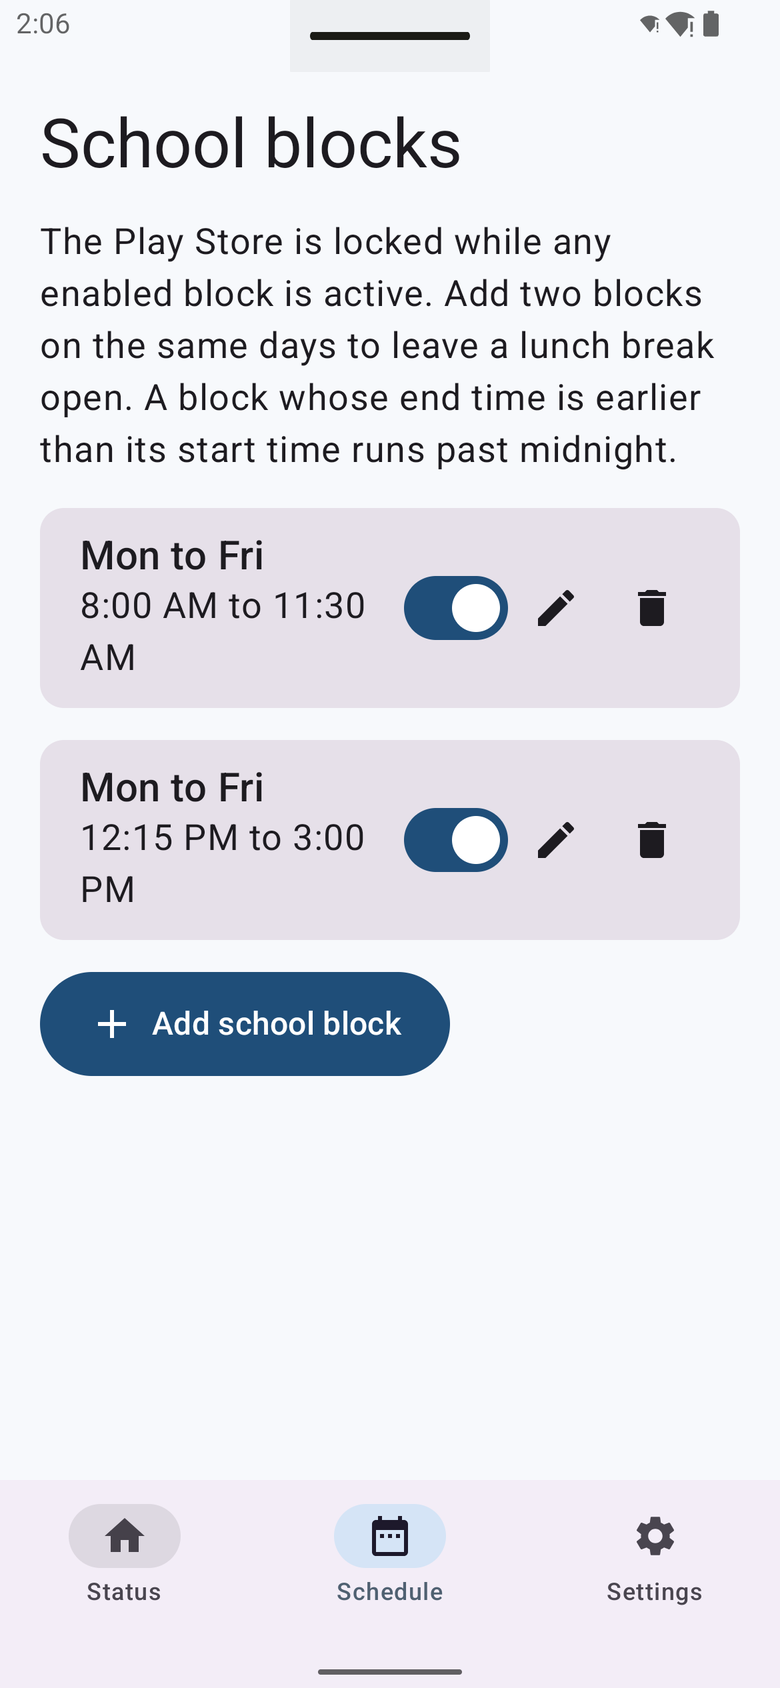 2:06
School blocks
The Play Store is locked while any
enabled block is active. Add two blocks
on the same days to leave a lunch break
open. A block whose end time is earlier
than its start time runs past midnight.
Mon to Fri
8:00 AM to 11:30
AM
Mon to Fri
12:15 PM to 3:00
PM
Add school block
Status
Schedule
Settings